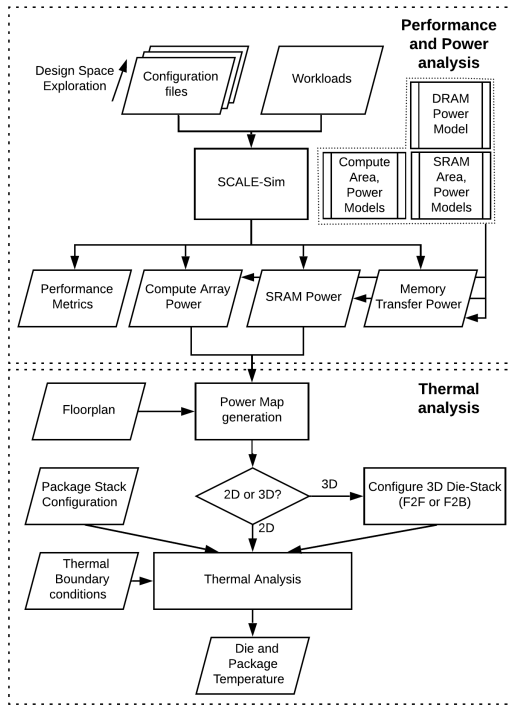 Performance
and Power
analysis
Design Space
Exploration
Configuration
files
Workloads
DRAM
Power
Model
SCALE-Sim
Compute
Area,
Power
Models
SRAM
Area,
Power
Models
Performance
Metrics
Compute Array
Power
SRAM Power
Memory
Transfer Power
Thermal
analysis
Floorplan
Power Map
generation
Package Stack
Configuration
2D or 3D?
3D
Configure 3D Die-Stack
(F2F or F2B)
2D
Thermal
Boundary
conditions
Thermal Analysis
Die and
Package
Temperature